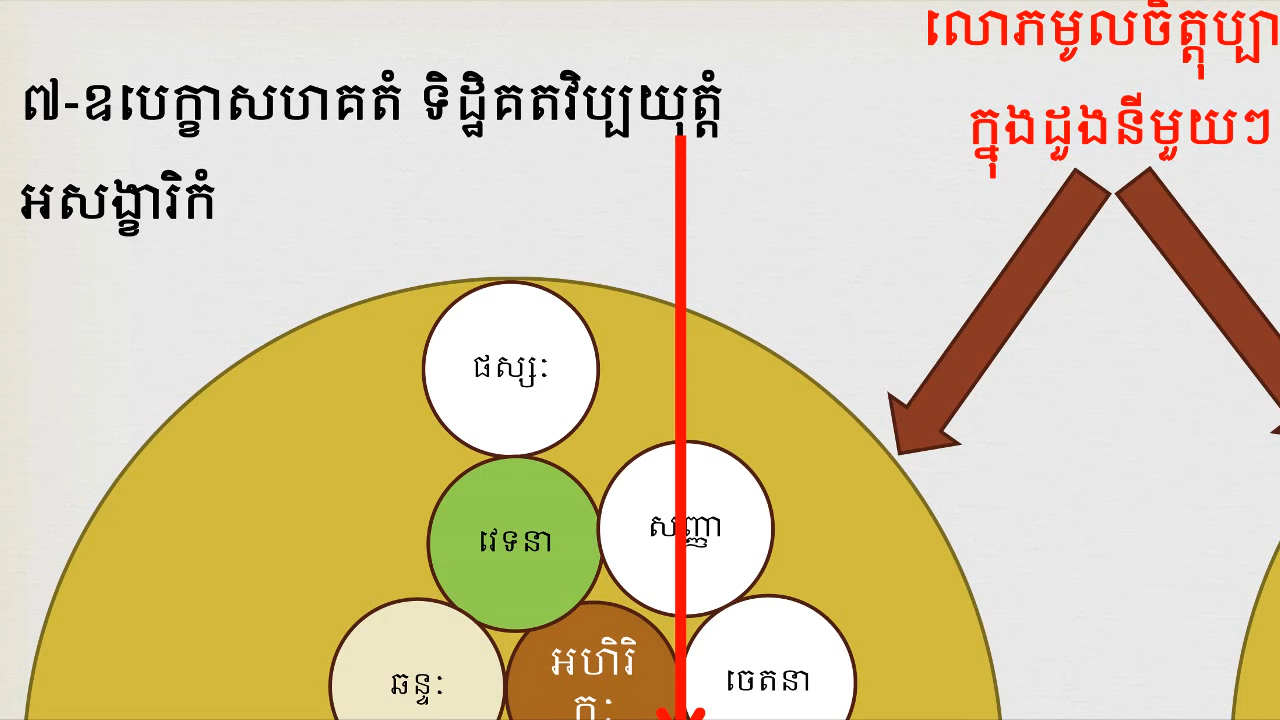 លោភមូលចិត្តុប្បា
៧-ឧបេក្ខាសហគតំ ទិដ្ឋិគតវិប្បយុត្តំ
ក្នុងដួងនីមួយៗ
អសង្ខារិកំ
ផស្សៈ
សញ្ញា
វេទនា
អហិរិ
កៈ
ឆន្ទៈ
ចេតនា